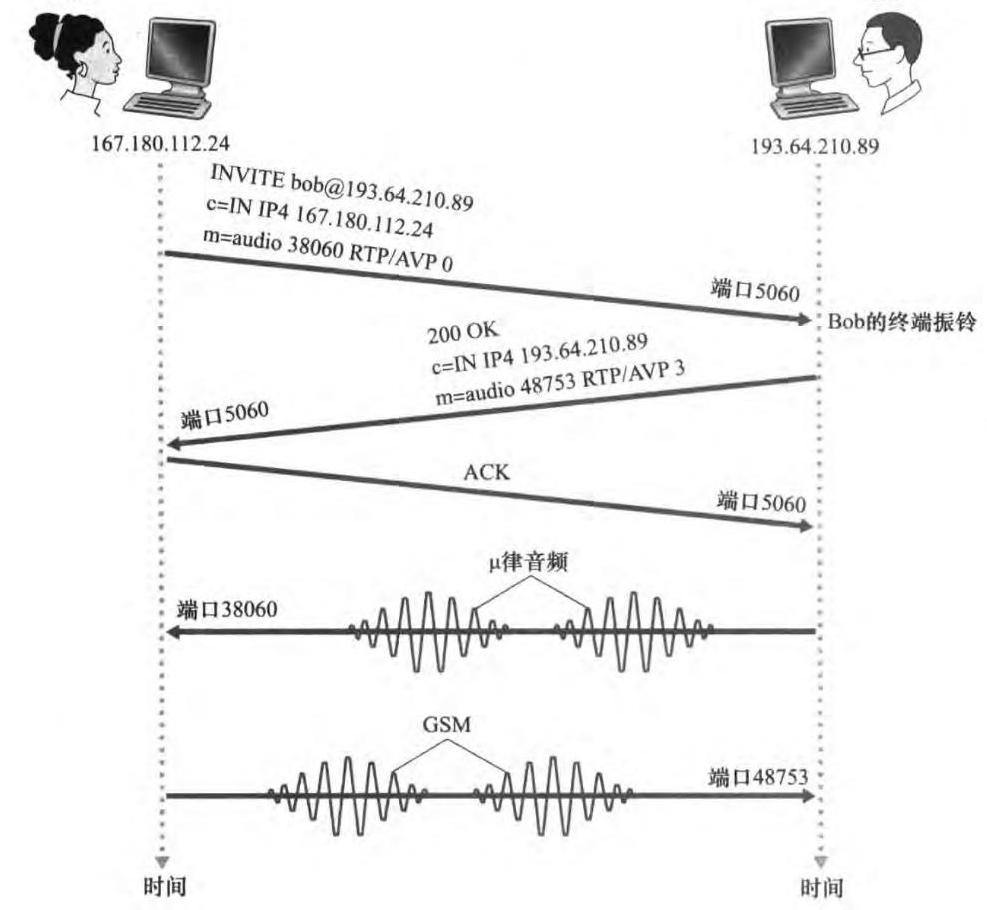 167.180.112.24
193.64.210.89
INVITE bob@193.64.210.89
c=IN IP4 167.180.112.24
m=audio 38060 RTP/AVP 0
端口5060
Bob的终端振铃
200 OK
c=IN IP4 193.64.210.89
m=audio 48753 RTP/AVP 3
端口5060
ACK
端口5060
μ律音频
端口38060
GSM
端口48753
时间
时间